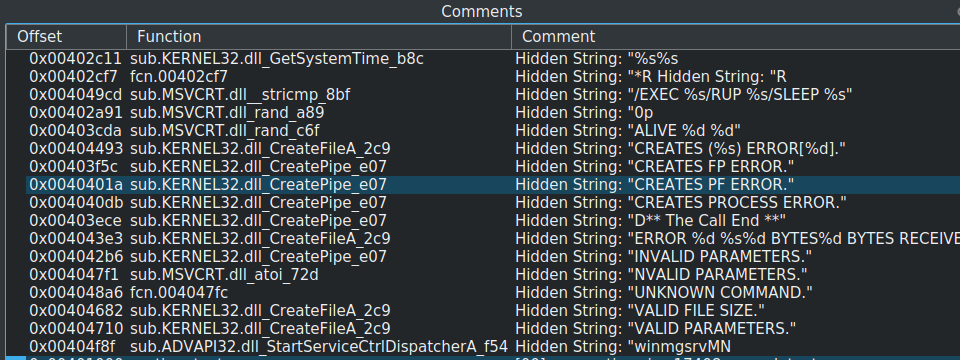 Comments
Offset Function Comment
0x00402c11 sub.KERNEL32.dll_GetSystemTime_b8c Hidden String: "%s%s
0x00402cf7 fcn.00402cf7 Hidden String: "*R Hidden String: "R
0x004049cd sub.MSVCRT.dll__stricmp_8bf Hidden String: "/EXEC %s/RUP %s/SLEEP %s"
0x00402a91 sub.MSVCRT.dll_rand_a89 Hidden String: "0p
0x00403cda sub.MSVCRT.dll_rand_c6f Hidden String: "ALIVE %d %d"
0x00404493 sub.KERNEL32.dll_CreateFileA_2c9 Hidden String: "CREATES (%s) ERROR[%d]."
0x00403f5c sub.KERNEL32.dll_CreatePipe_e07 Hidden String: "CREATES FP ERROR."
0x0040401a sub.KERNEL32.dll_CreatePipe_e07 Hidden String: "CREATES PF ERROR."
0x004040db sub.KERNEL32.dll_CreatePipe_e07 Hidden String: "CREATES PROCESS ERROR."
0x00403ece sub.KERNEL32.dll_CreatePipe_e07 Hidden String: "D** The Call End **"
0x004043e3 sub.KERNEL32.dll_CreateFileA_2c9 Hidden String: "ERROR %d %s%d BYTES%d BYTES RECEIVE
0x004042b6 sub.KERNEL32.dll_CreatePipe_e07 Hidden String: "INVALID PARAMETERS."
0x004047f1 sub.MSVCRT.dll_atoi_72d Hidden String: "NVALID PARAMETERS."
0x004048a6 fcn.004047fc Hidden String: "UNKNOWN COMMAND."
0x00404682 sub.KERNEL32.dll_CreateFileA_2c9 Hidden String: "VALID FILE SIZE."
0x00404710 sub.KERNEL32.dll_CreateFileA_2c9 Hidden String: "VALID PARAMETERS."
0x00404f8f sub.ADVAPI32.dll_StartServiceCtrlDispatcherA_f54 Hidden String: "winmgsrvMN